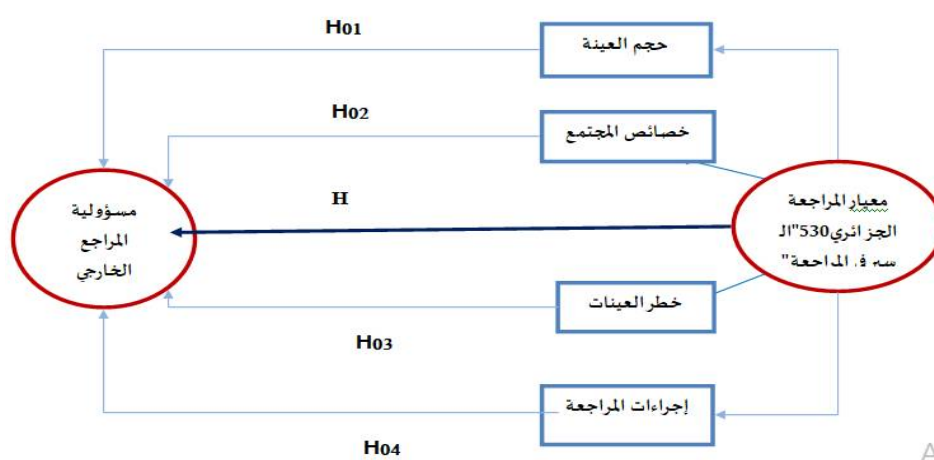 H01
حجم العينة
H02
خصائص المجتمع
معيار المراجعة
الجزائري530"الـ
سبر في المراجعة"
H
مسؤولية
المراجع
الخارجي
خطر العينات
H03
إجراءات المراجعة
H04
A